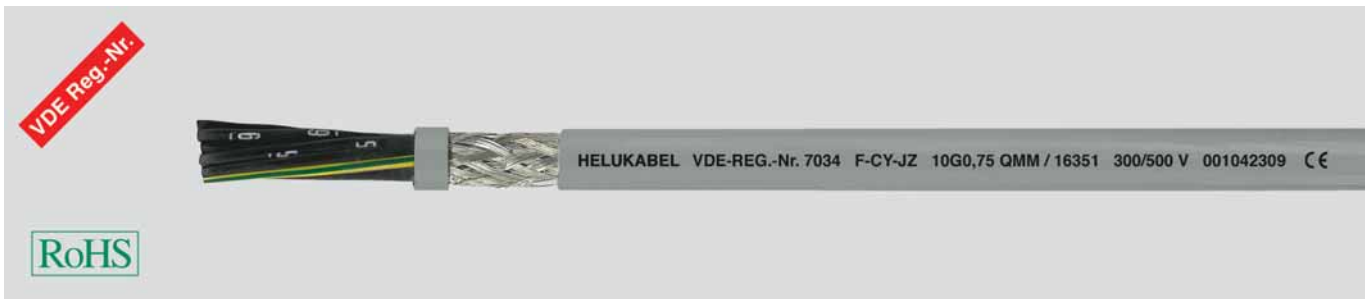 VDE Reg.-Nr.
HELUKABEL VDE-REG.-Nr. 7034 F-CY-JZ 10G0,75 QMM / 16351 300/500 V 001042309 CE
RoHS